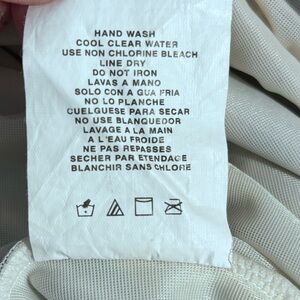 HAND WASH
COOL CLEAR WATER
USE NON CHLORINE BLEACH
LINE DRY
DO NOT IRON
LAVAS A MANO
SOLO CON A GUA FRIA
NO LO PLANCHE
CUELGUESE PARA SECAR
NO USE BLANQUEDOR
LAVAGE A LA MAIN
A L'EAU FROIDE
NE PAS REPASSES
SECHER PAR ETENDAGE
BLANCHIR SANS CHLORE